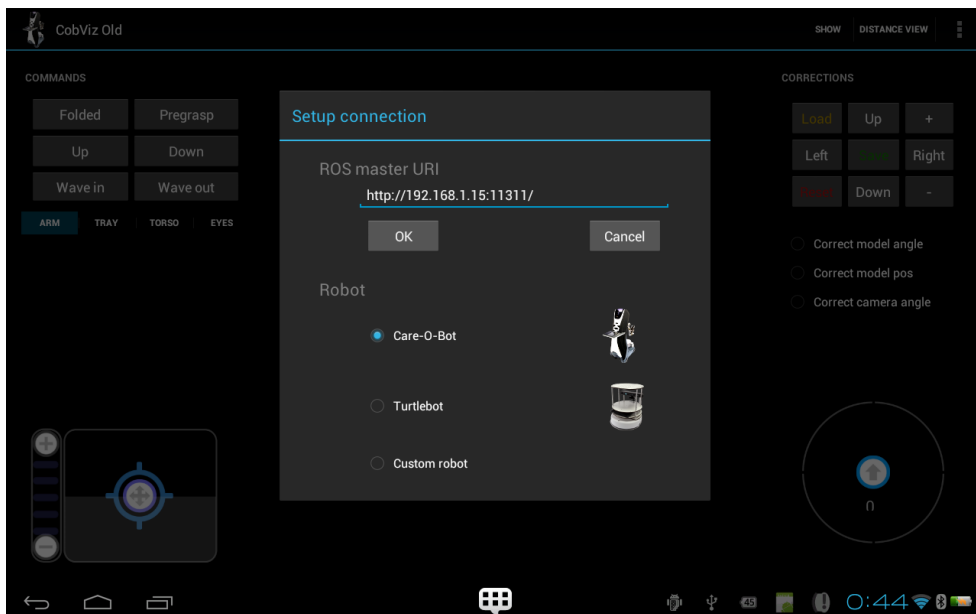 CobViz Old
SHOW DISTANCE VIEW
COMMANDS
Folded Pregrasp
Up Down
Wave in Wave out
ARM TRAY TORSO EYES
Setup connection
ROS master URI
http://192.168.1.15:11311/
OK Cancel
Robot
Care-O-Bot
Turtlebot
Custom robot
CORRECTIONS
Load Up +
Left Right
Down -
Correct model angle
Correct model pos
Correct camera angle
0
45
0:44